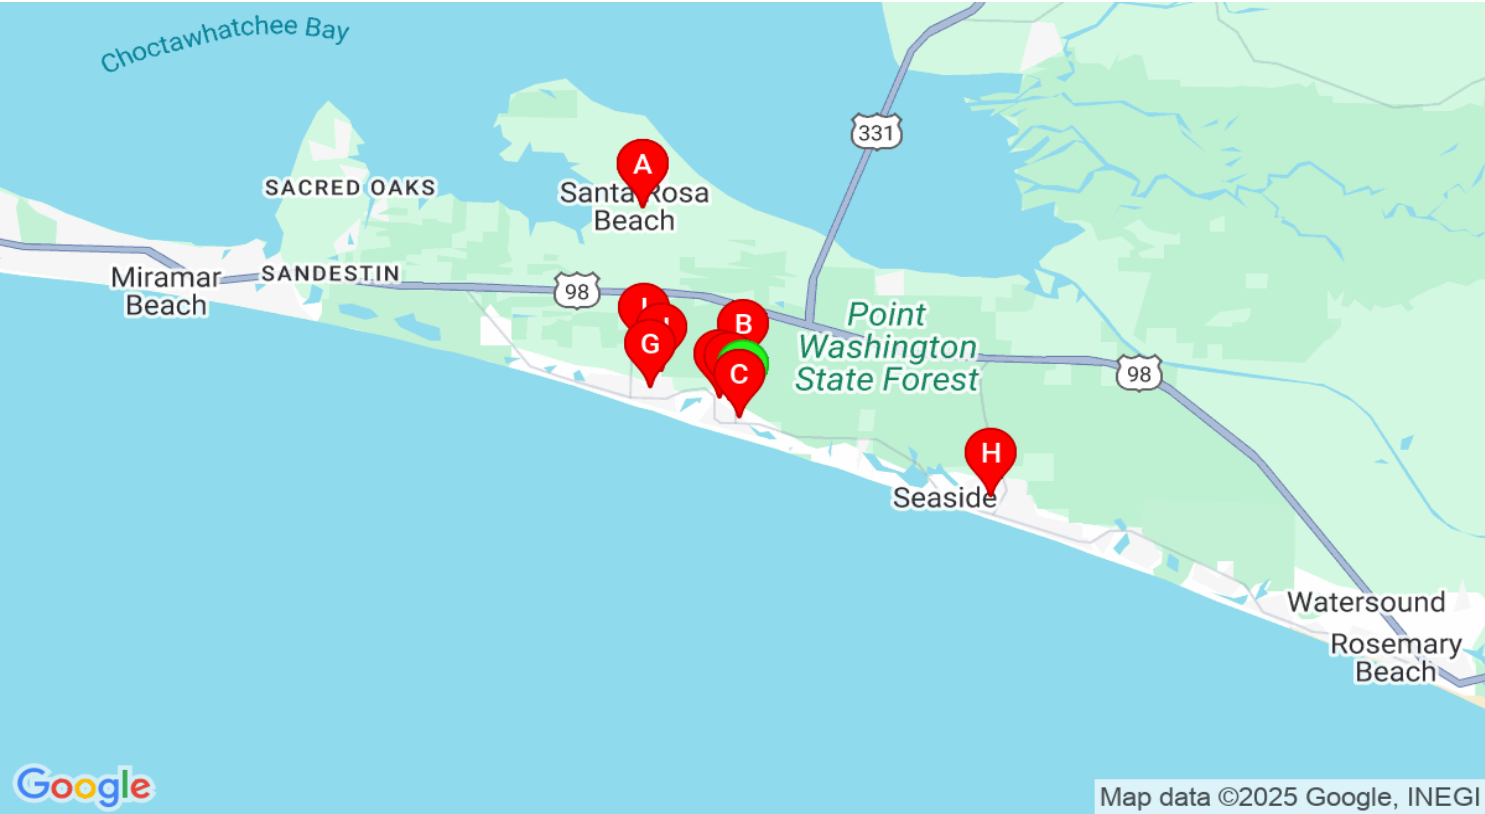 Choctawhatchee Bay
331
A
SACRED OAKS
Santa Rosa
Beach
SANDESTIN
Miramar
Beach
98
B
G
C
Point
Washington
State Forest
98
H
Seaside
Watersound
Rosemary
Beach
Google
Map data ©2025 Google, INEGI